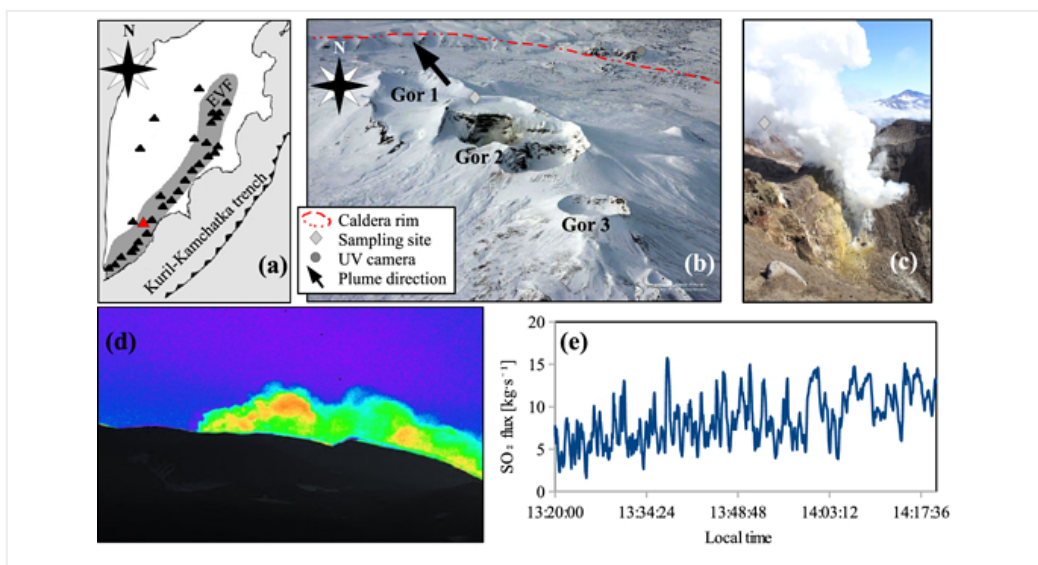 N
EVF
Kuril-Kamchatka trench
(a)
N
Gor 1
Gor 2
Gor 3
Caldera rim
Sampling site
UV camera
Plume direction
(b)
(c)
(d)
(e)
20
15
10
5
0
SO₂ flux [kg·s⁻¹]
13:20:00 13:34:24 13:48:48 14:03:12 14:17:36
Local time